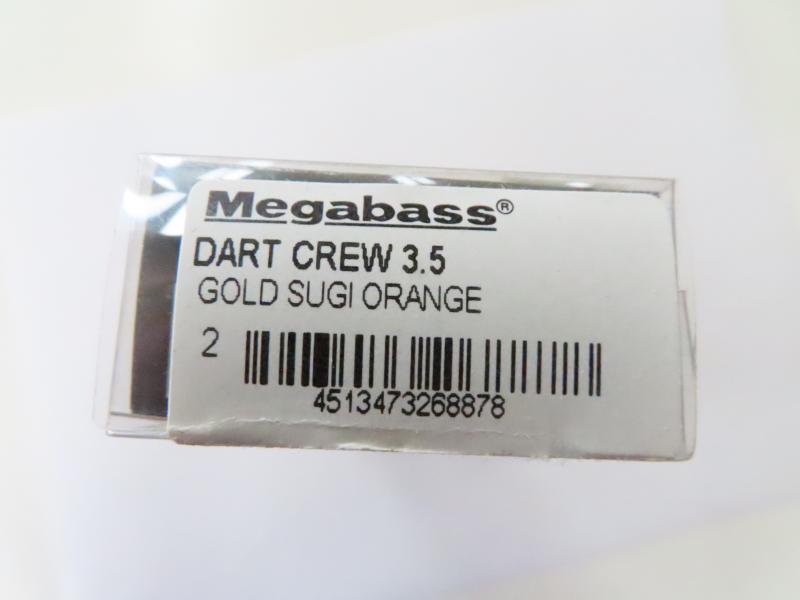 Megabass®
DART CREW 3.5
GOLD SUGI ORANGE
2
4513473268878